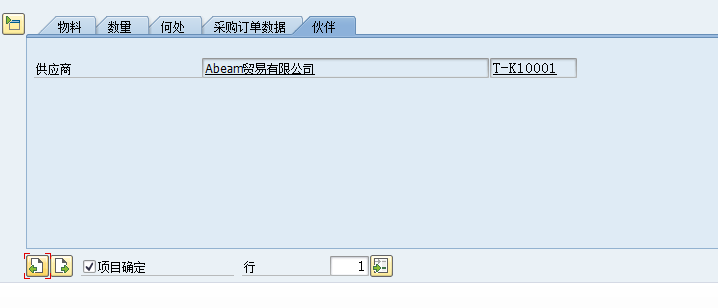 物料 数量 何处 采购订单数据 伙伴
供应商 Abeam贸易有限公司 T-K10001
项目确定 行 1